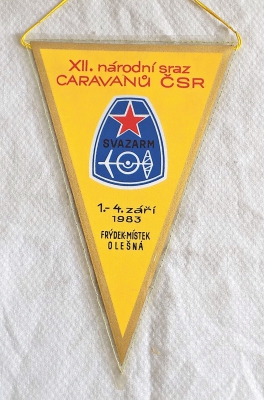 XII. národní sraz
CARAVANŮ ČSR
SVAZARM
1.-4. září
1983
FRÝDEK-MÍSTEK
OLEŠNÁ